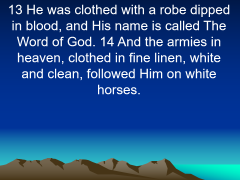 13 He was clothed with a robe dipped
in blood, and His name is called The
Word of God. 14 And the armies in
heaven, clothed in fine linen, white
and clean, followed Him on white
horses.